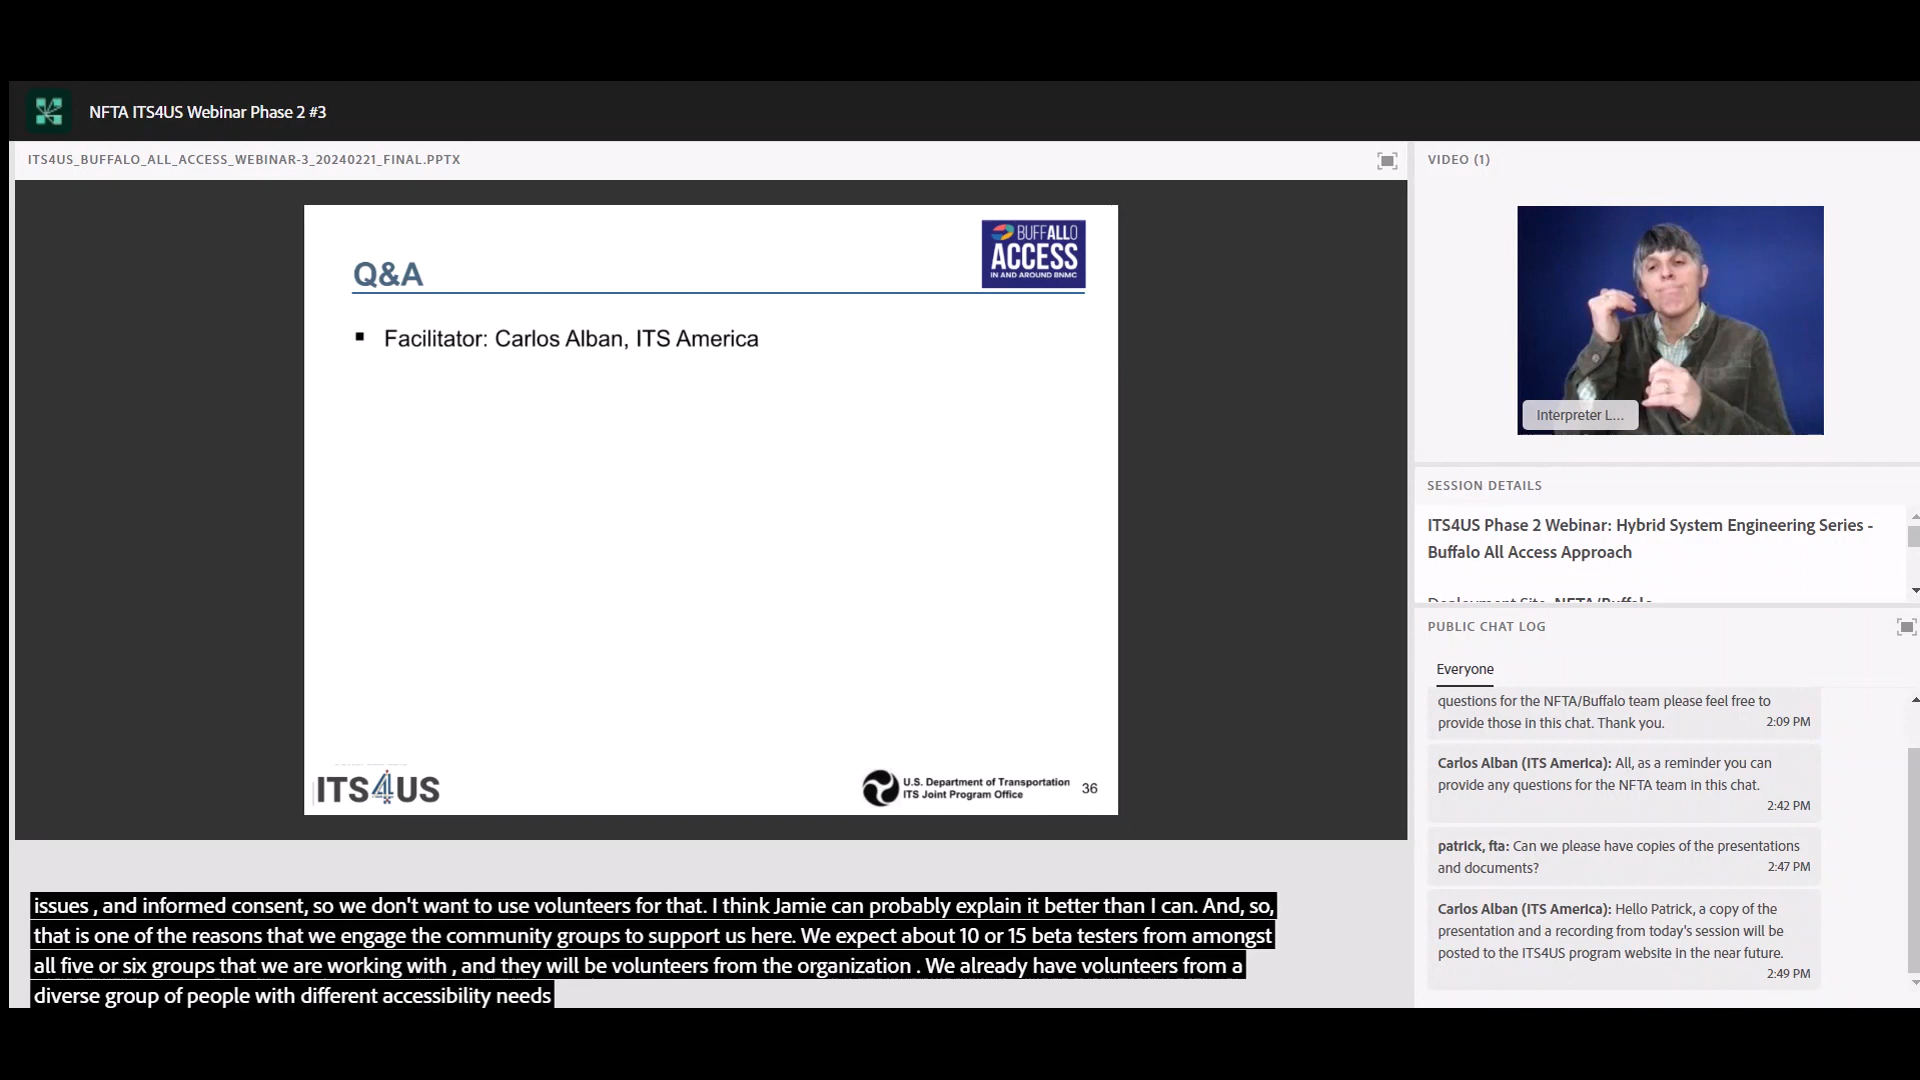 NFTA ITS4US Webinar Phase 2 #3
ITS4US_BUFFALO_ALL_ACCESS_WEBINAR-3_20240221_FINAL.PPTX
BUFFALLO
ACCESS
IN AND AROUND BNMC
Q&A
▪ Facilitator: Carlos Alban, ITS America
ITS4US
U.S. Department of Transportation
ITS Joint Program Office
36
issues , and informed consent, so we don't want to use volunteers for that. I think Jamie can probably explain it better than I can. And, so,
that is one of the reasons that we engage the community groups to support us here. We expect about 10 or 15 beta testers from amongst
all five or six groups that we are working with , and they will be volunteers from the organization . We already have volunteers from a
diverse group of people with different accessibility needs
VIDEO (1)
Interpreter L...
SESSION DETAILS
ITS4US Phase 2 Webinar: Hybrid System Engineering Series -
Buffalo All Access Approach
Deployment Site, NFTA/Buffalo
PUBLIC CHAT LOG
Everyone
questions for the NFTA/Buffalo team please feel free to
provide those in this chat. Thank you.
2:09 PM
Carlos Alban (ITS America): All, as a reminder you can
provide any questions for the NFTA team in this chat.
2:42 PM
patrick, fta: Can we please have copies of the presentations
and documents?
2:47 PM
Carlos Alban (ITS America): Hello Patrick, a copy of the
presentation and a recording from today's session will be
posted to the ITS4US program website in the near future.
2:49 PM